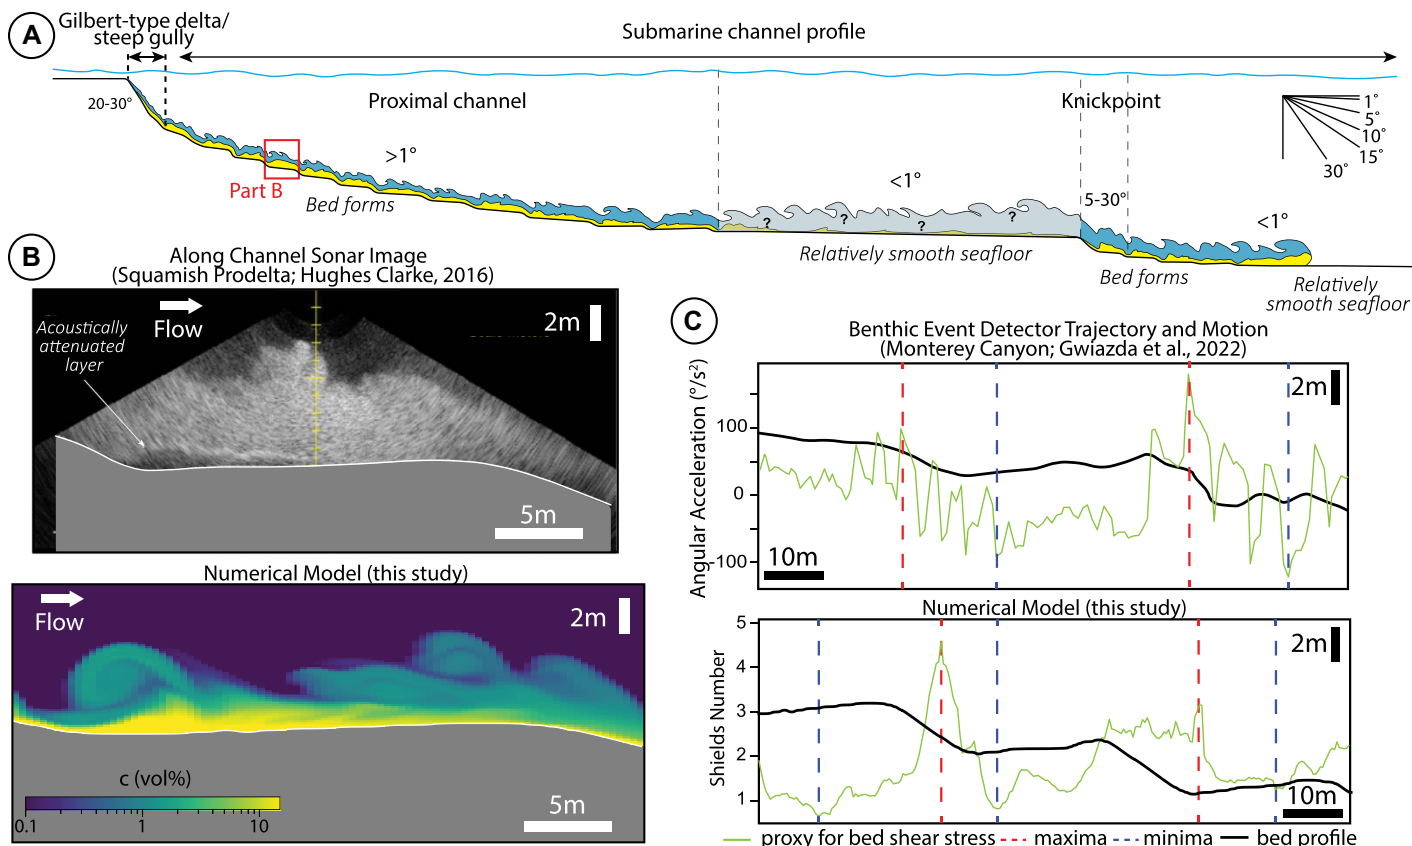 A
Gilbert-type delta/
steep gully
Submarine channel profile
20-30°
Proximal channel
Knickpoint
1°
5°
10°
15°
30°
>1°
<1°
5-30°
<1°
Part B
Bed forms
? ? ? ?
Relatively smooth seafloor
Bed forms
Relatively
smooth seafloor
B
Along Channel Sonar Image
(Squamish Prodelta; Hughes Clarke, 2016)
Flow
2m
Acoustically
attenuated
layer
5m
Numerical Model (this study)
Flow
2m
c (vol%)
0.1 1 10
5m
C
Benthic Event Detector Trajectory and Motion
(Monterey Canyon; Gwiazda et al., 2022)
Angular Acceleration (°/s²)
100
0
-100
2m
10m
Numerical Model (this study)
Shields Number
5
4
3
2
1
2m
10m
proxy for bed shear stress maxima minima bed profile